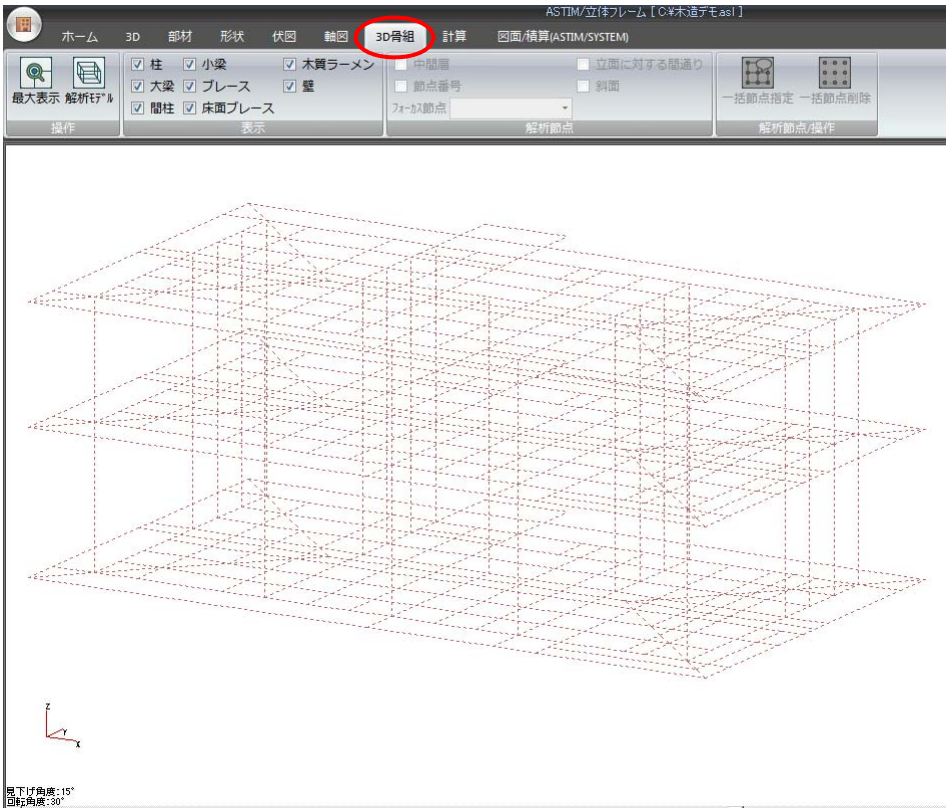 ASTIM/立体フレーム [ C:¥木造デモ.asl ]
ホーム 3D 部材 形状 伏図 軸図 3D骨組 計算 図面/積算(ASTIM/SYSTEM)
柱 小梁 木質ラーメン 中間層 立面に対する間通り
大梁 ブレース 壁 節点番号 斜面
最大表示 解析ﾓﾃﾞﾙ 間柱 床面ブレース ﾌｫｰｶｽ節点 一括節点指定 一括節点削除
操作 表示 解析節点 解析節点/操作
Z
Y
X
見下げ角度:15°
回転角度:30°